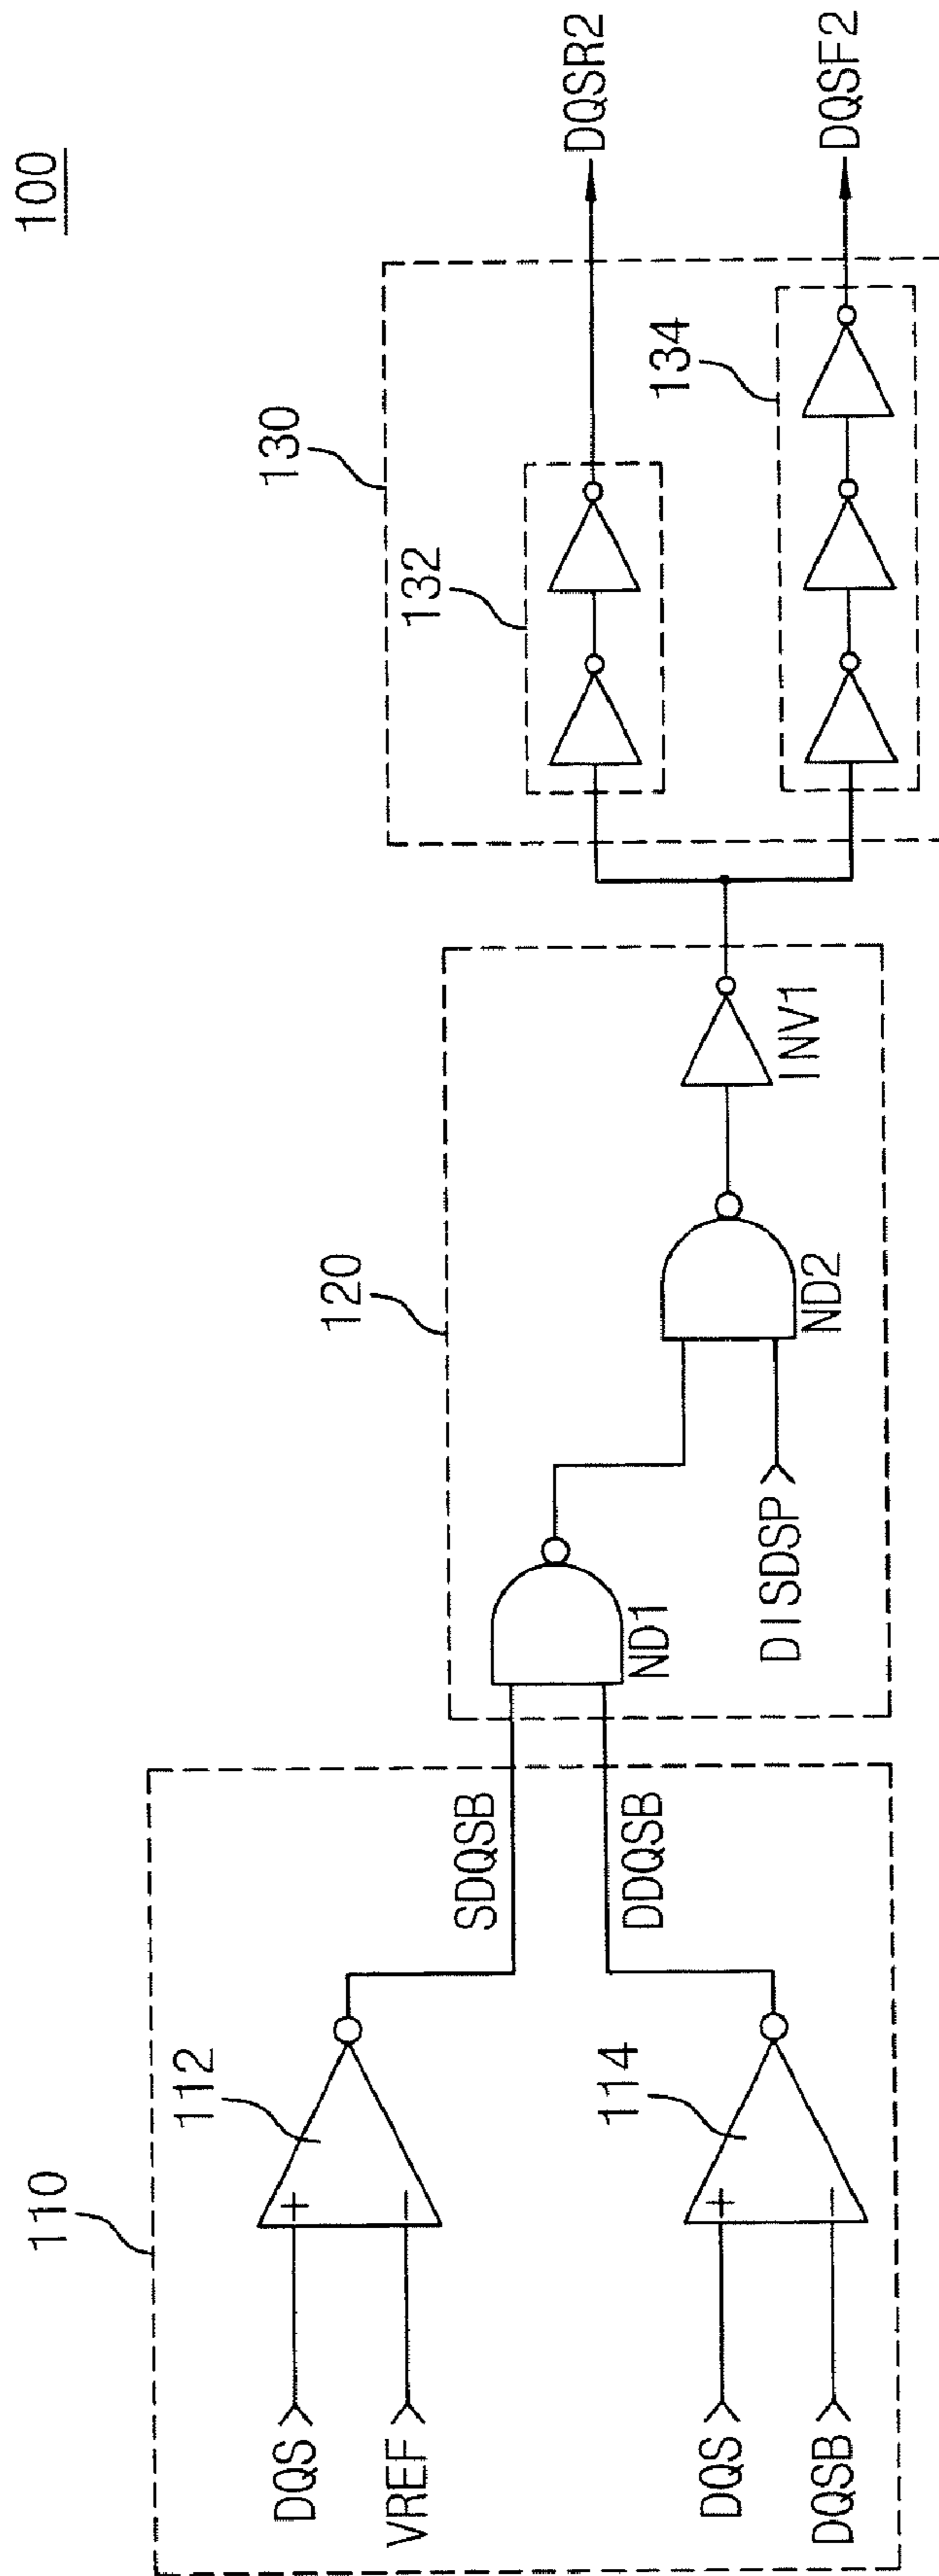 100
110
112
DQS
VREF
SDQSB
114
DQS
DQSB
DDQSB
120
ND1
DISDSP
ND2
INV1
130
132
DQSR2
134
DQSF2